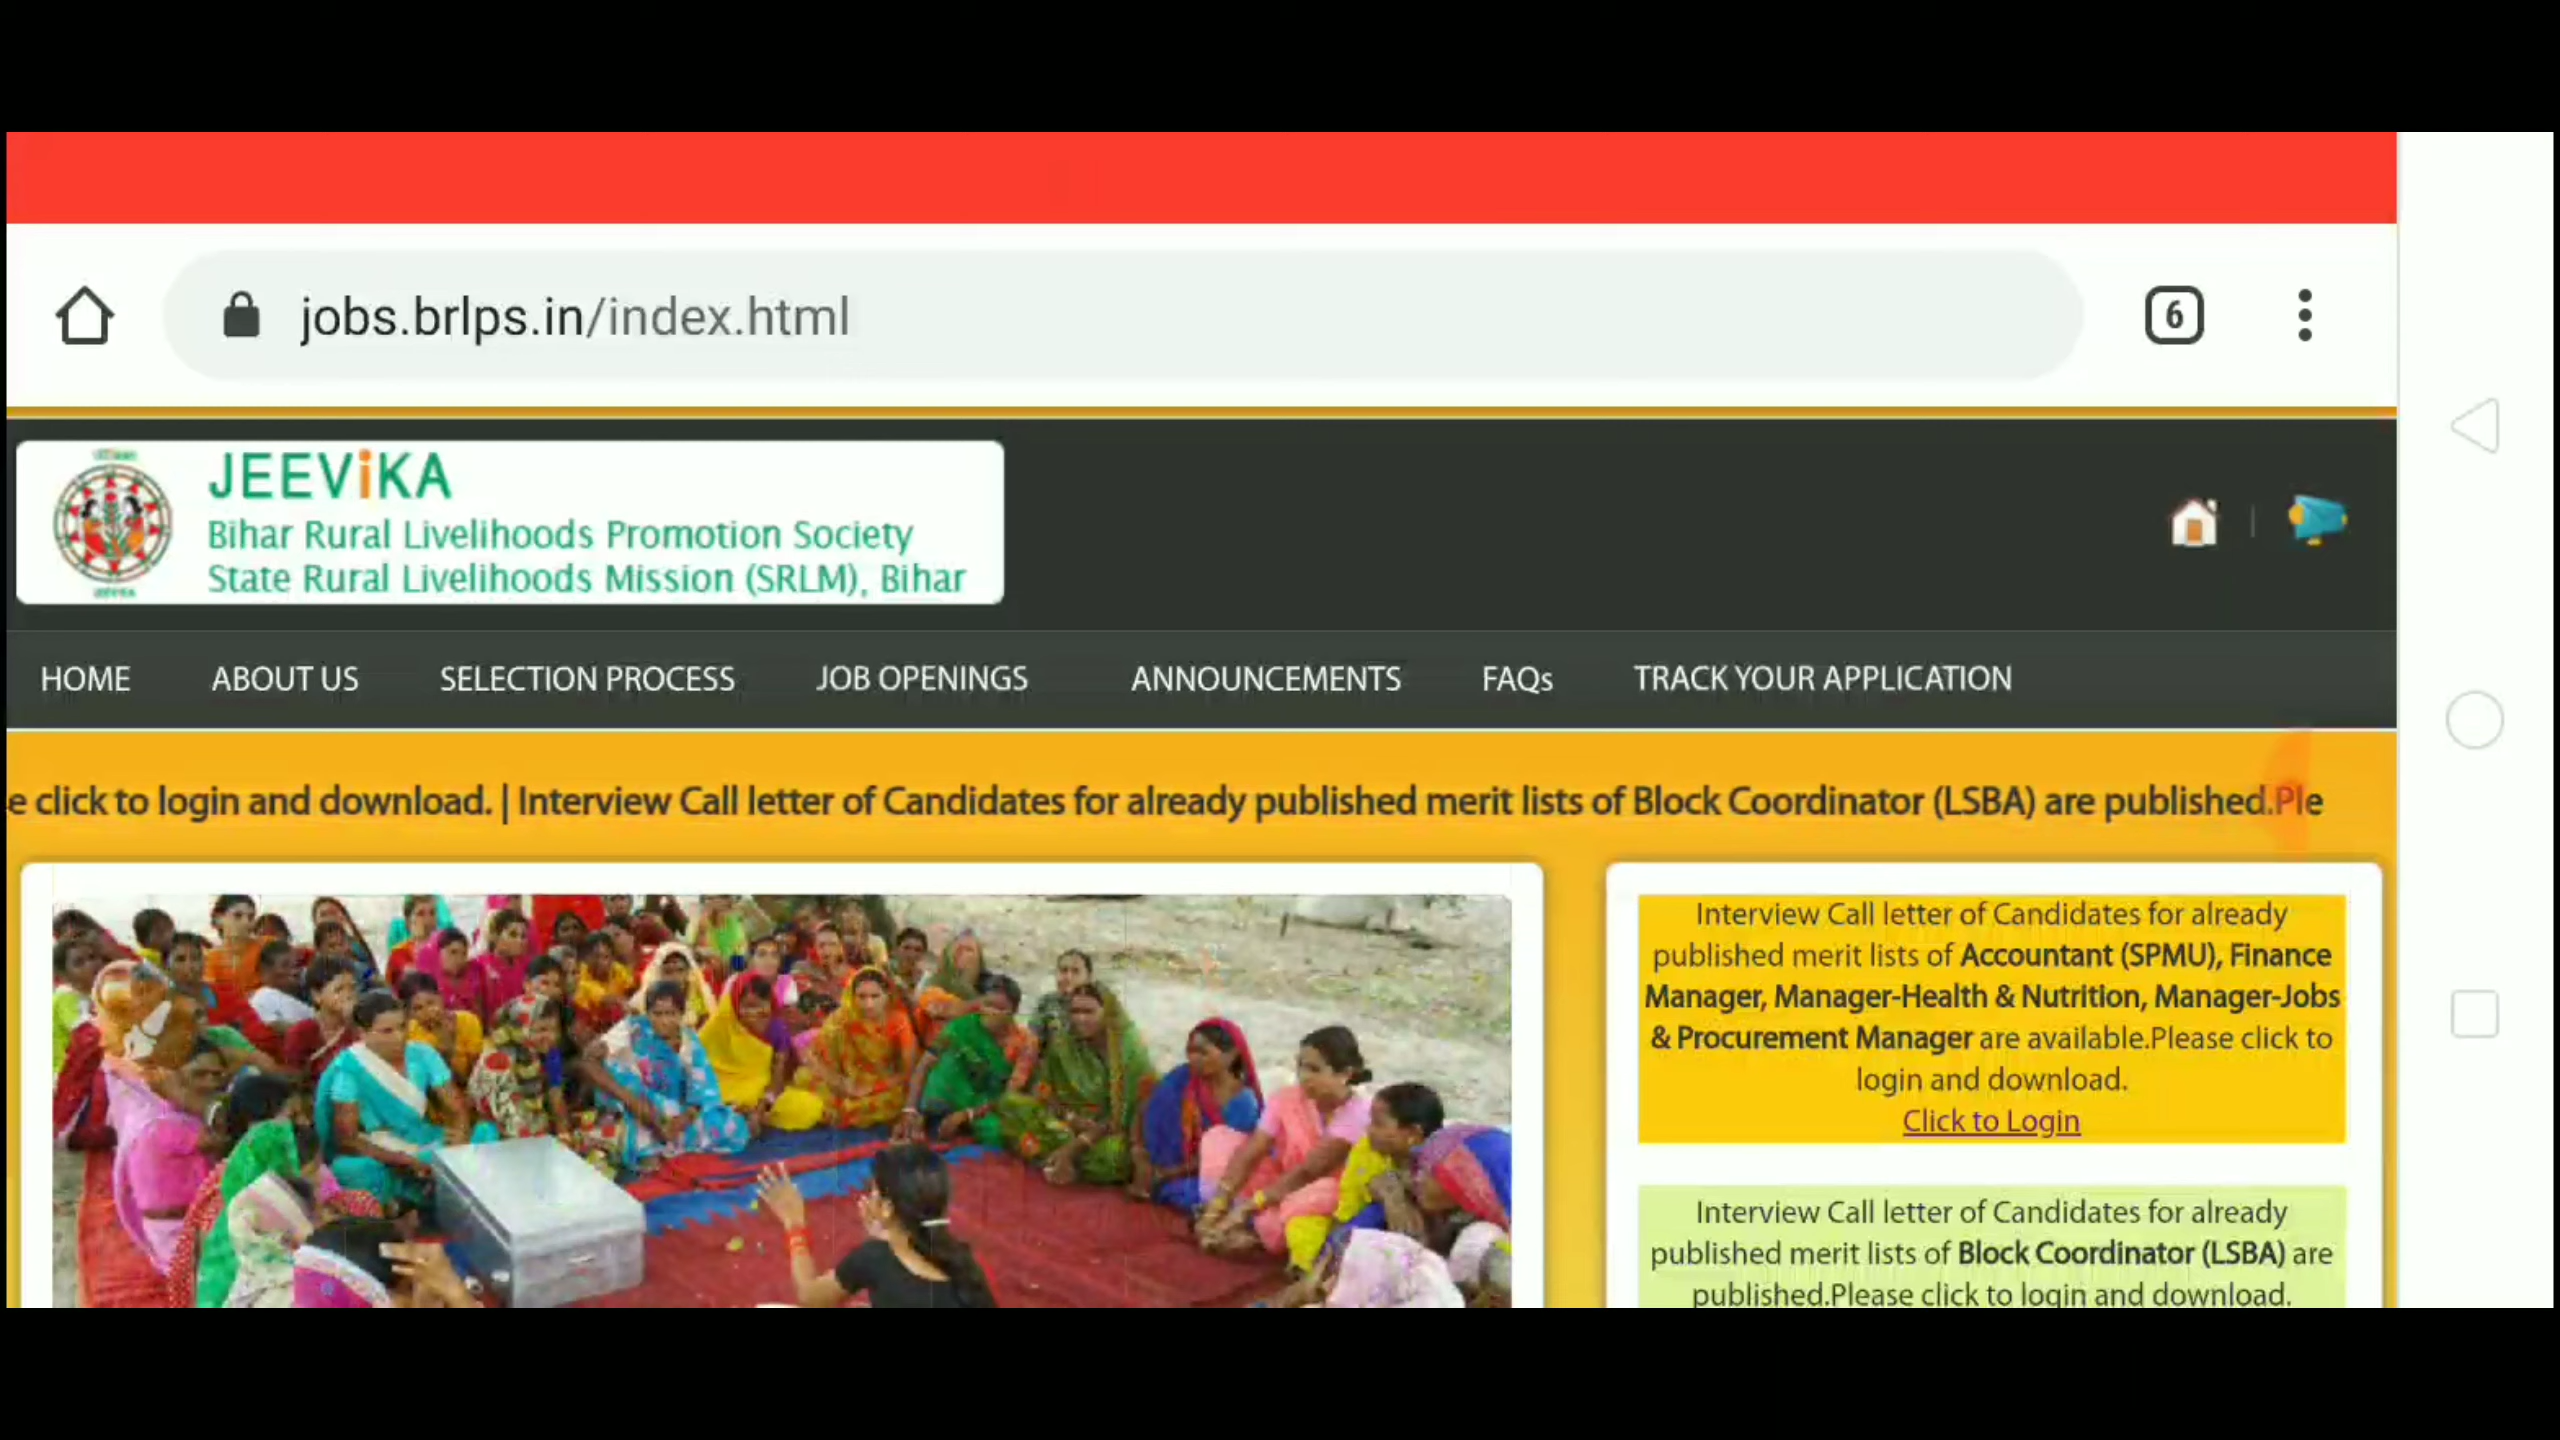 jobs.brlps.in/index.html
6
JEEViKA
Bihar Rural Livelihoods Promotion Society
State Rural Livelihoods Mission (SRLM), Bihar
HOME ABOUT US SELECTION PROCESS JOB OPENINGS ANNOUNCEMENTS FAQs TRACK YOUR APPLICATION
e click to login and download. | Interview Call letter of Candidates for already published merit lists of Block Coordinator (LSBA) are published.Ple
Interview Call letter of Candidates for already
published merit lists of Accountant (SPMU), Finance
Manager, Manager-Health & Nutrition, Manager-Jobs
& Procurement Manager are available.Please click to
login and download.
Click to Login
Interview Call letter of Candidates for already
published merit lists of Block Coordinator (LSBA) are
published.Please click to login and download.